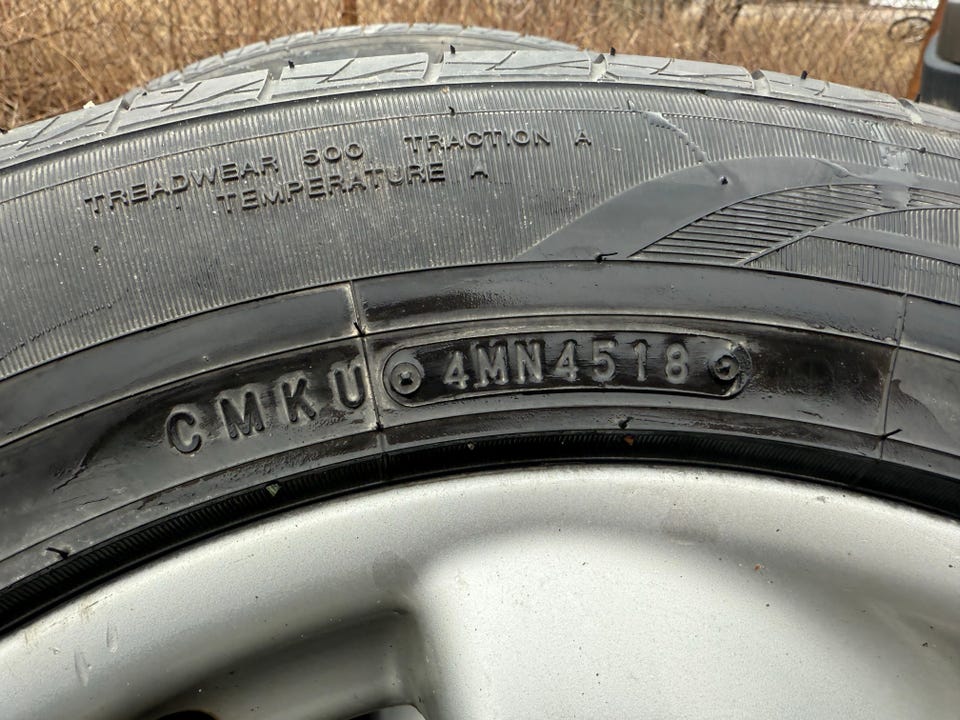 TREADWEAR 500 TRACTION A
TEMPERATURE A
CMKU 4MN4518